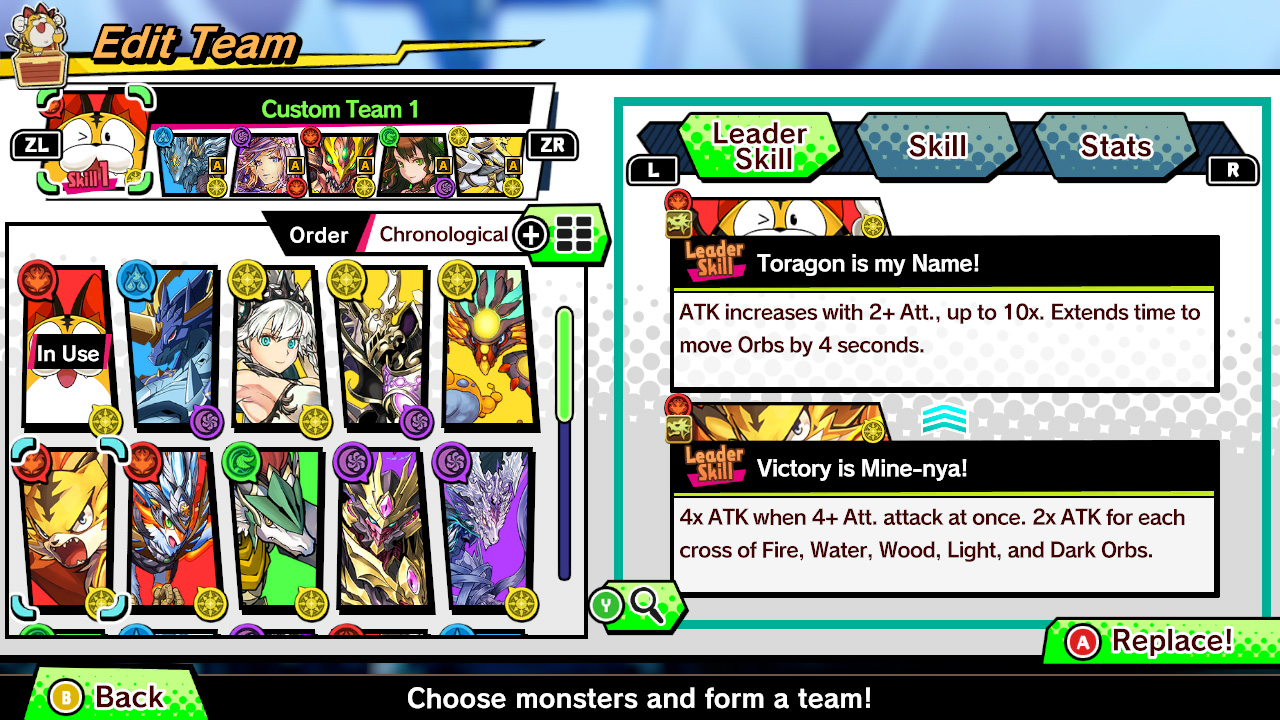 Edit Team
Custom Team 1
ZL
ZR
Skill 1
A
A
A
A
A
Order
Chronological
+
In Use
L
Leader
Skill
Skill
Stats
R
Leader
Skill
Toragon is my Name!
ATK increases with 2+ Att., up to 10x. Extends time to
move Orbs by 4 seconds.
Leader
Skill
Victory is Mine-nya!
4x ATK when 4+ Att. attack at once. 2x ATK for each
cross of Fire, Water, Wood, Light, and Dark Orbs.
Y
A Replace!
B Back
Choose monsters and form a team!